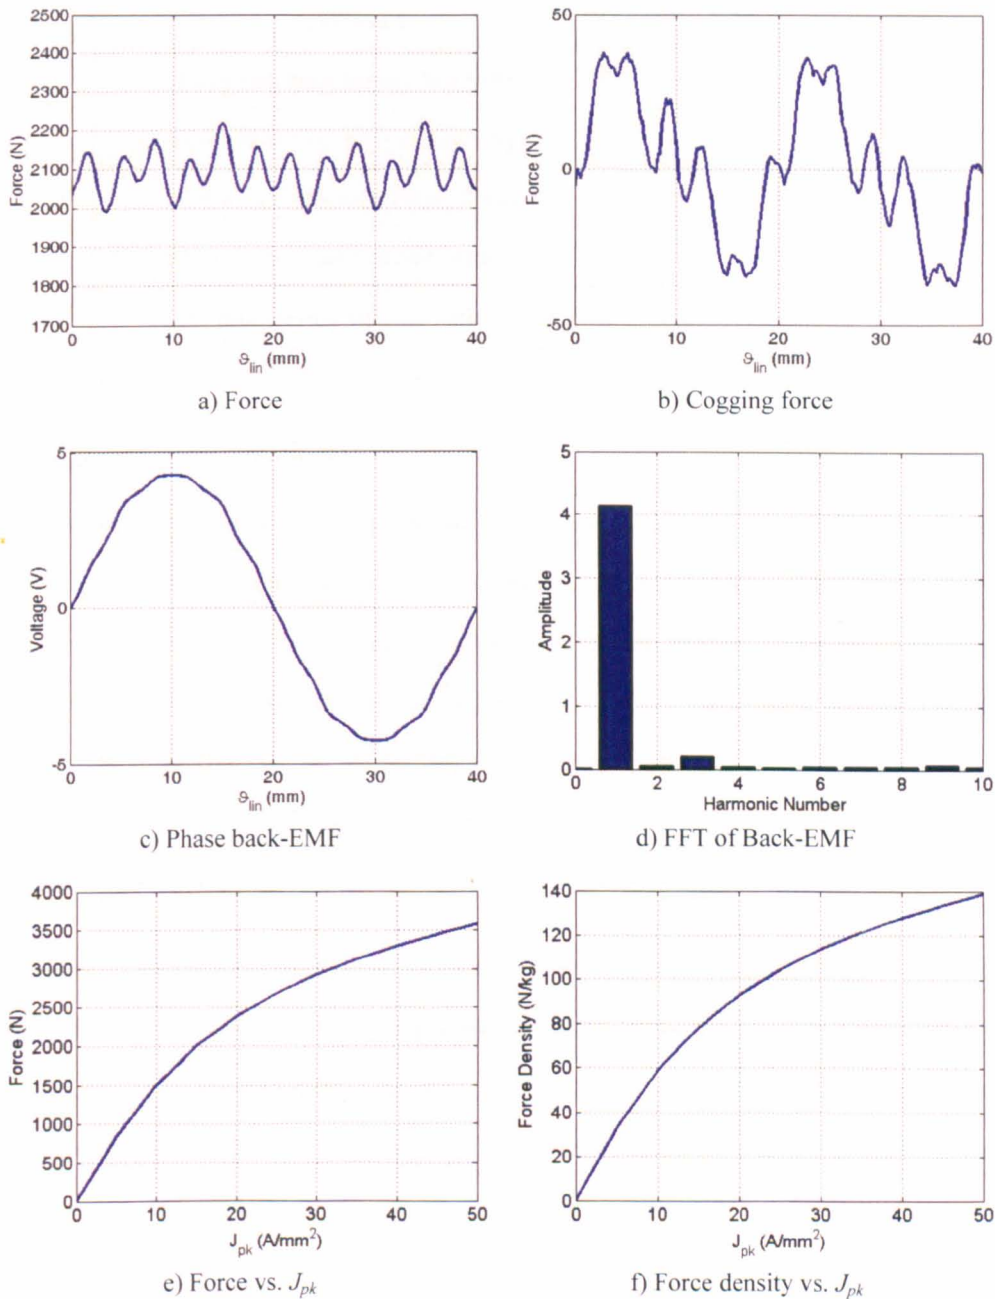 2500
2400
2300
2200
2100
2000
1900
1800
1700
Force (N)
0 10 20 30 40
ϑlin (mm)
a) Force
50
0
-50
Force (N)
0 10 20 30 40
ϑlin (mm)
b) Cogging force
5
0
-5
Voltage (V)
0 10 20 30 40
ϑlin (mm)
c) Phase back-EMF
5
4
3
2
1
0
Amplitude
0 2 4 6 8 10
Harmonic Number
d) FFT of Back-EMF
4000
3500
3000
2500
2000
1500
1000
500
0
Force (N)
0 10 20 30 40 50
Jpk (A/mm²)
e) Force vs. Jpk
140
120
100
80
60
40
20
0
Force Density (N/kg)
0 10 20 30 40 50
Jpk (A/mm²)
f) Force density vs. Jpk